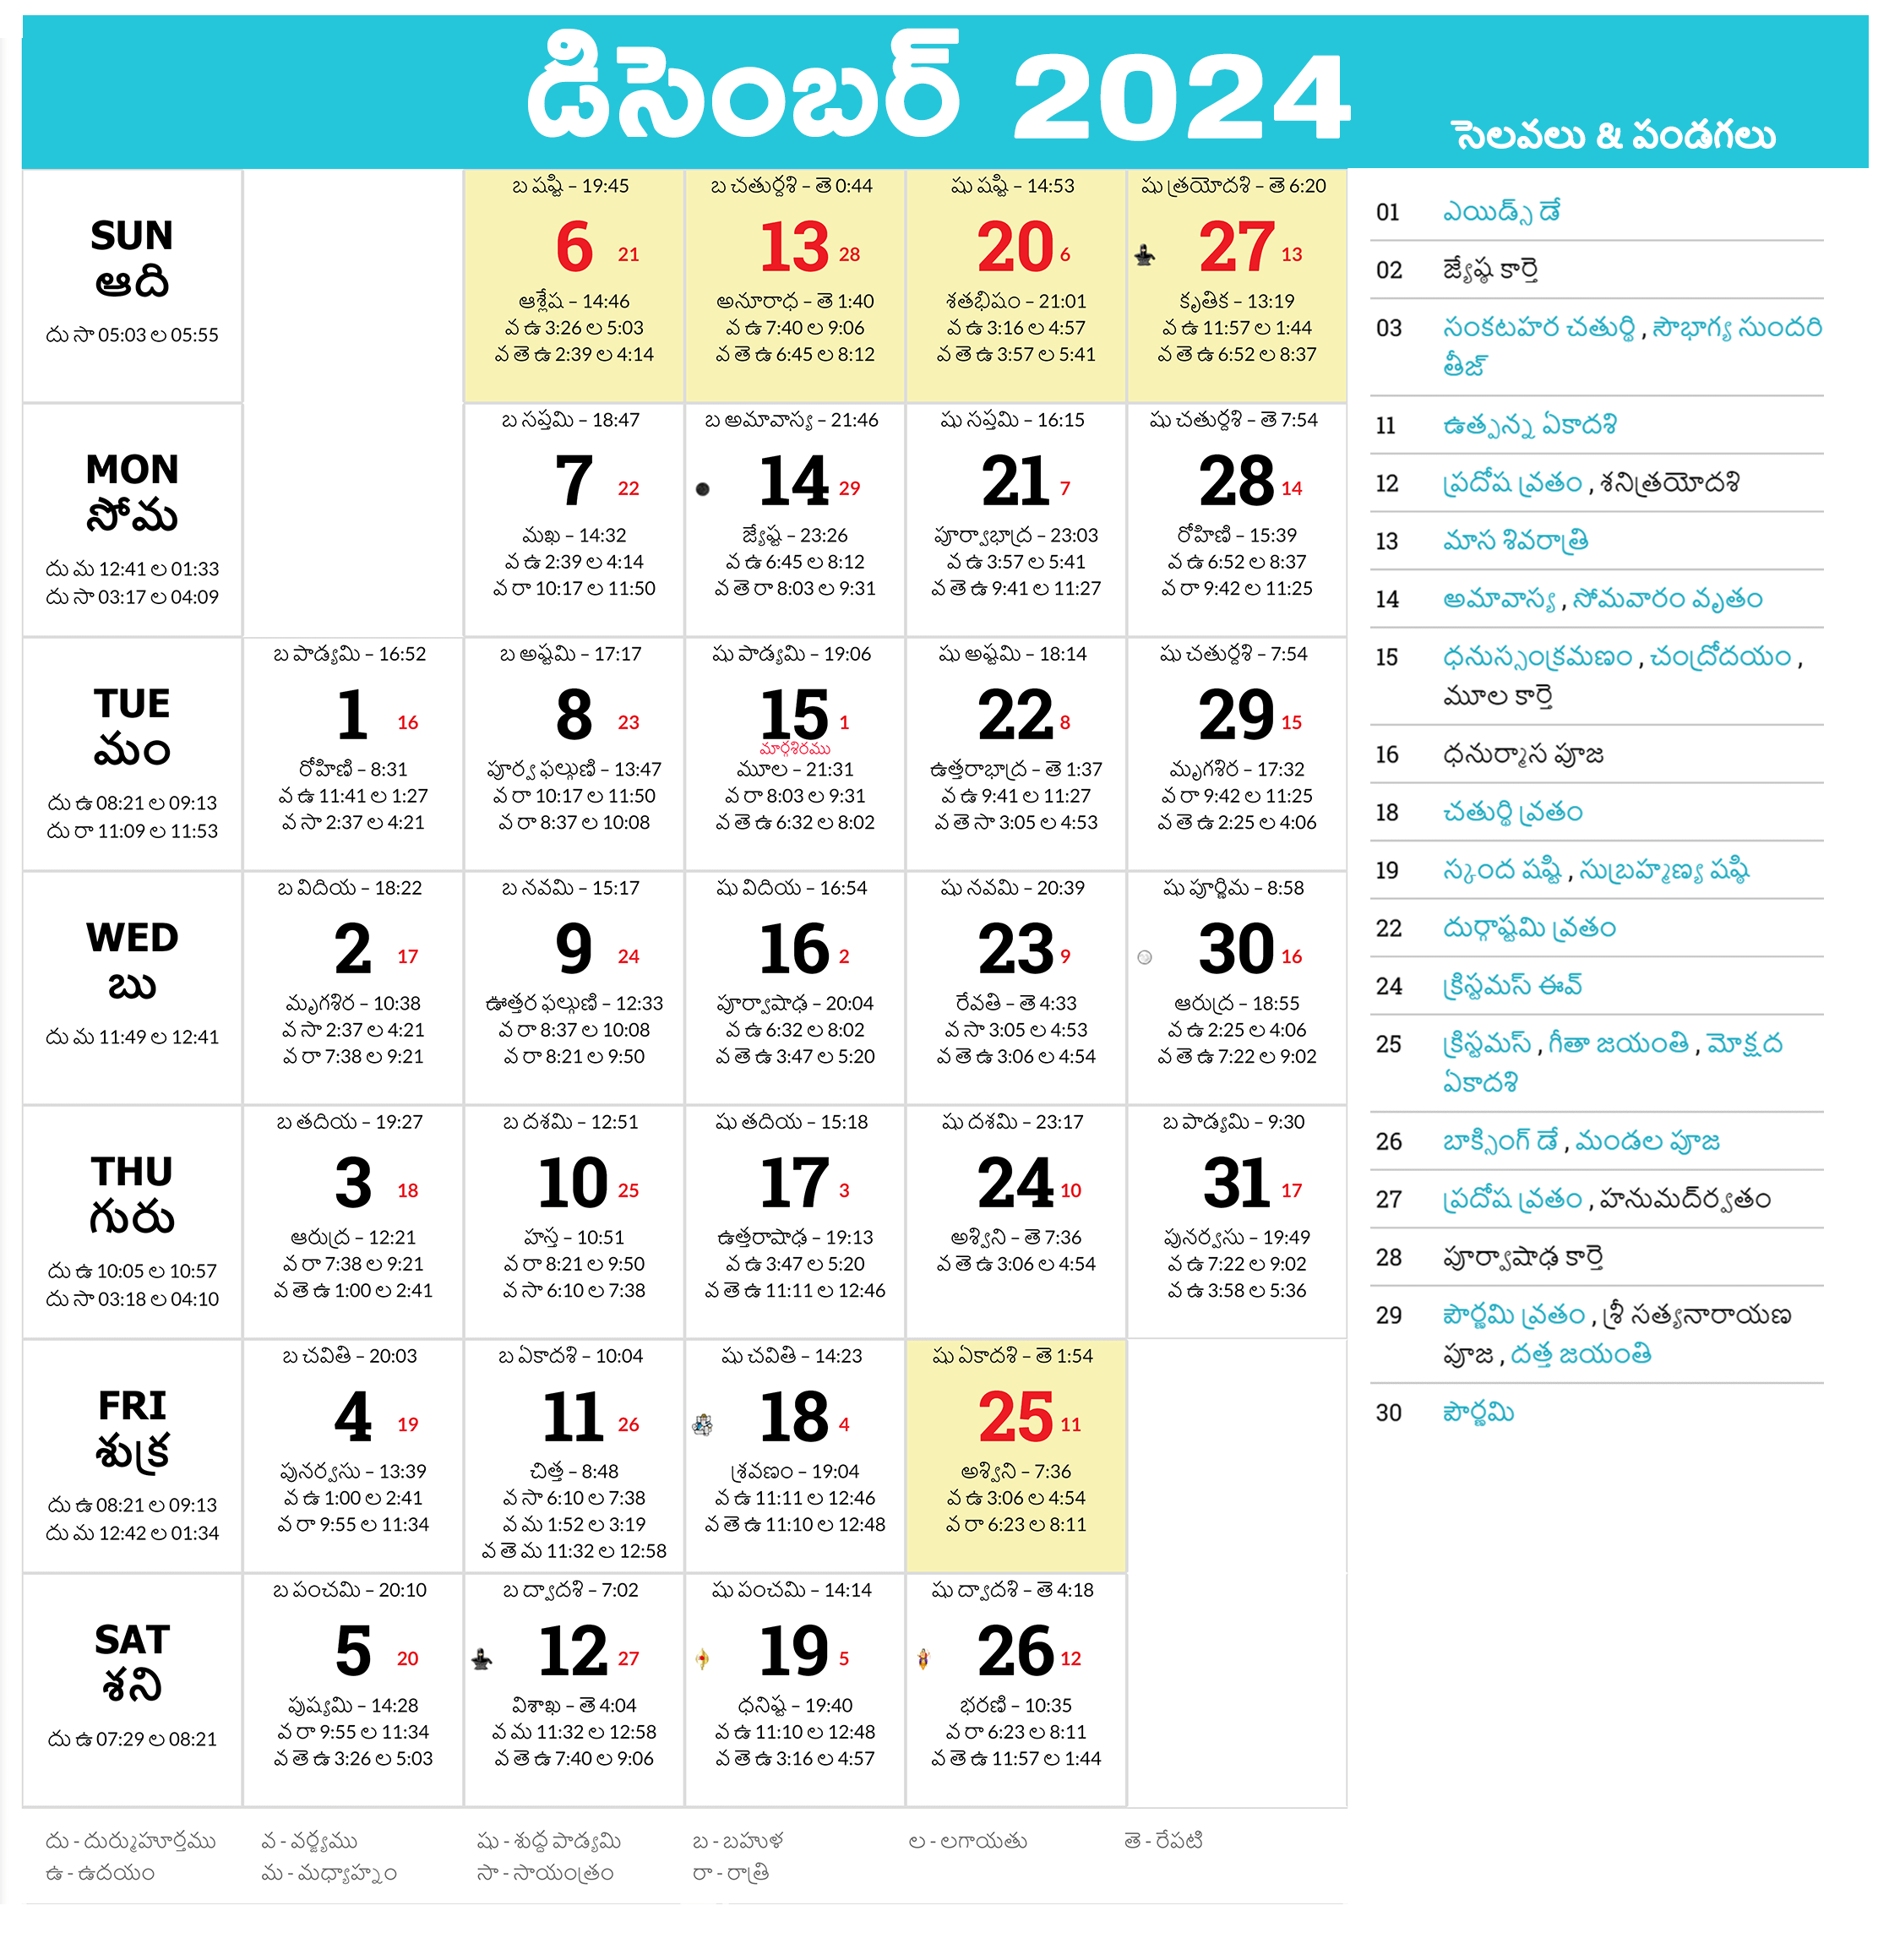 డిసెంబర్ 2024
సెలవలు & పండగలు
SUN
ఆది
దు సా 05:03 ల 05:55
బ షష్టి – 19:45
6 21
ఆశ్లేష – 14:46
వ ఉ 3:26 ల 5:03
వ తె ఉ 2:39 ల 4:14
బ చతుర్దశి – తె 0:44
13 28
అనూరాధ – తె 1:40
వ ఉ 7:40 ల 9:06
వ తె ఉ 6:45 ల 8:12
షు షష్టి – 14:53
20 6
శతభిషం – 21:01
వ ఉ 3:16 ల 4:57
వ తె ఉ 3:57 ల 5:41
షు త్రయోదశి – తె 6:20
27 13
కృతిక – 13:19
వ ఉ 11:57 ల 1:44
వ తె ఉ 6:52 ల 8:37
MON
సోమ
దు మ 12:41 ల 01:33
దు సా 03:17 ల 04:09
బ సప్తమి – 18:47
7 22
మఖ – 14:32
వ ఉ 2:39 ల 4:14
వ రా 10:17 ల 11:50
బ అమావాస్య – 21:46
14 29
జ్యేష్ట – 23:26
వ ఉ 6:45 ల 8:12
వ తె రా 8:03 ల 9:31
షు సప్తమి – 16:15
21 7
పూర్వాభాద్ర – 23:03
వ ఉ 3:57 ల 5:41
వ తె ఉ 9:41 ల 11:27
షు చతుర్దశి – తె 7:54
28 14
రోహిణి – 15:39
వ ఉ 6:52 ల 8:37
వ రా 9:42 ల 11:25
TUE
మం
దు ఉ 08:21 ల 09:13
దు రా 11:09 ల 11:53
బ పాడ్యమి – 16:52
1 16
రోహిణి – 8:31
వ ఉ 11:41 ల 1:27
వ సా 2:37 ల 4:21
బ అష్టమి – 17:17
8 23
పూర్వ ఫల్గుణి – 13:47
వ రా 10:17 ల 11:50
వ రా 8:37 ల 10:08
షు పాడ్యమి – 19:06
15 1
మార్గశిరము
మూల – 21:31
వ రా 8:03 ల 9:31
వ తె ఉ 6:32 ల 8:02
షు అష్టమి – 18:14
22 8
ఉత్తరాభాద్ర – తె 1:37
వ ఉ 9:41 ల 11:27
వ తె సా 3:05 ల 4:53
షు చతుర్దశి – 7:54
29 15
మృగశిర – 17:32
వ రా 9:42 ల 11:25
వ తె ఉ 2:25 ల 4:06
WED
బు
దు మ 11:49 ల 12:41
బ విదియ – 18:22
2 17
మృగశిర – 10:38
వ సా 2:37 ల 4:21
వ రా 7:38 ల 9:21
బ నవమి – 15:17
9 24
ఊత్తర ఫల్గుణి – 12:33
వ రా 8:37 ల 10:08
వ రా 8:21 ల 9:50
షు విదియ – 16:54
16 2
పూర్వాషాఢ – 20:04
వ ఉ 6:32 ల 8:02
వ తె ఉ 3:47 ల 5:20
షు నవమి – 20:39
23 9
రేవతి – తె 4:33
వ సా 3:05 ల 4:53
వ తె ఉ 3:06 ల 4:54
షు పూర్ణిమ – 8:58
30 16
ఆరుద్ర – 18:55
వ ఉ 2:25 ల 4:06
వ తె ఉ 7:22 ల 9:02
THU
గురు
దు ఉ 10:05 ల 10:57
దు సా 03:18 ల 04:10
బ తదియ – 19:27
3 18
ఆరుద్ర – 12:21
వ రా 7:38 ల 9:21
వ తె ఉ 1:00 ల 2:41
బ దశమి – 12:51
10 25
హస్త – 10:51
వ రా 8:21 ల 9:50
వ సా 6:10 ల 7:38
షు తదియ – 15:18
17 3
ఉత్తరాషాఢ – 19:13
వ ఉ 3:47 ల 5:20
వ తె ఉ 11:11 ల 12:46
షు దశమి – 23:17
24 10
అశ్విని – తె 7:36
వ తె ఉ 3:06 ల 4:54
బ పాడ్యమి – 9:30
31 17
పునర్వసు – 19:49
వ ఉ 7:22 ల 9:02
వ ఉ 3:58 ల 5:36
FRI
శుక్ర
దు ఉ 08:21 ల 09:13
దు మ 12:42 ల 01:34
బ చవితి – 20:03
4 19
పునర్వసు – 13:39
వ ఉ 1:00 ల 2:41
వ రా 9:55 ల 11:34
బ ఏకాదశి – 10:04
11 26
చిత్త – 8:48
వ సా 6:10 ల 7:38
వ మ 1:52 ల 3:19
వ తె మ 11:32 ల 12:58
షు చవితి – 14:23
18 4
శ్రవణం – 19:04
వ ఉ 11:11 ల 12:46
వ తె ఉ 11:10 ల 12:48
షు ఏకాదశి – తె 1:54
25 11
అశ్విని – 7:36
వ ఉ 3:06 ల 4:54
వ రా 6:23 ల 8:11
SAT
శని
దు ఉ 07:29 ల 08:21
బ పంచమి – 20:10
5 20
పుష్యమి – 14:28
వ రా 9:55 ల 11:34
వ తె ఉ 3:26 ల 5:03
బ ద్వాదశి – 7:02
12 27
విశాఖ – తె 4:04
వ మ 11:32 ల 12:58
వ తె ఉ 7:40 ల 9:06
షు పంచమి – 14:14
19 5
ధనిష్ట – 19:40
వ ఉ 11:10 ల 12:48
వ తె ఉ 3:16 ల 4:57
షు ద్వాదశి – తె 4:18
26 12
భరణి – 10:35
వ రా 6:23 ల 8:11
వ తె ఉ 11:57 ల 1:44
01 ఎయిడ్స్ డే
02 జ్యేష్ఠ కార్తె
03 సంకటహర చతుర్థి , సౌభాగ్య సుందరి
తీజ్
11 ఉత్పన్న ఏకాదశి
12 ప్రదోష వ్రతం , శనిత్రయోదశి
13 మాస శివరాత్రి
14 అమావాస్య , సోమవారం వృతం
15 ధనుస్సంక్రమణం , చంద్రోదయం ,
మూల కార్తె
16 ధనుర్మాస పూజ
18 చతుర్థి వ్రతం
19 స్కంద షష్టి , సుబ్రహ్మణ్య షష్ఠి
22 దుర్గాష్టమి వ్రతం
24 క్రిస్టమస్ ఈవ్
25 క్రిస్టమస్ , గీతా జయంతి , మోక్షద
ఏకాదశి
26 బాక్సింగ్ డే , మండల పూజ
27 ప్రదోష వ్రతం , హనుమద్ర్వతం
28 పూర్వాషాఢ కార్తె
29 పౌర్ణమి వ్రతం , శ్రీ సత్యనారాయణ
పూజ , దత్త జయంతి
30 పౌర్ణమి
దు - దుర్ముహూర్తము వ - వర్జ్యము షు - శుద్ద పాడ్యమి బ - బహుళ ల - లగాయతు తె - రేపటి
ఉ - ఉదయం మ - మధ్యాహ్నం సా - సాయంత్రం రా - రాత్రి